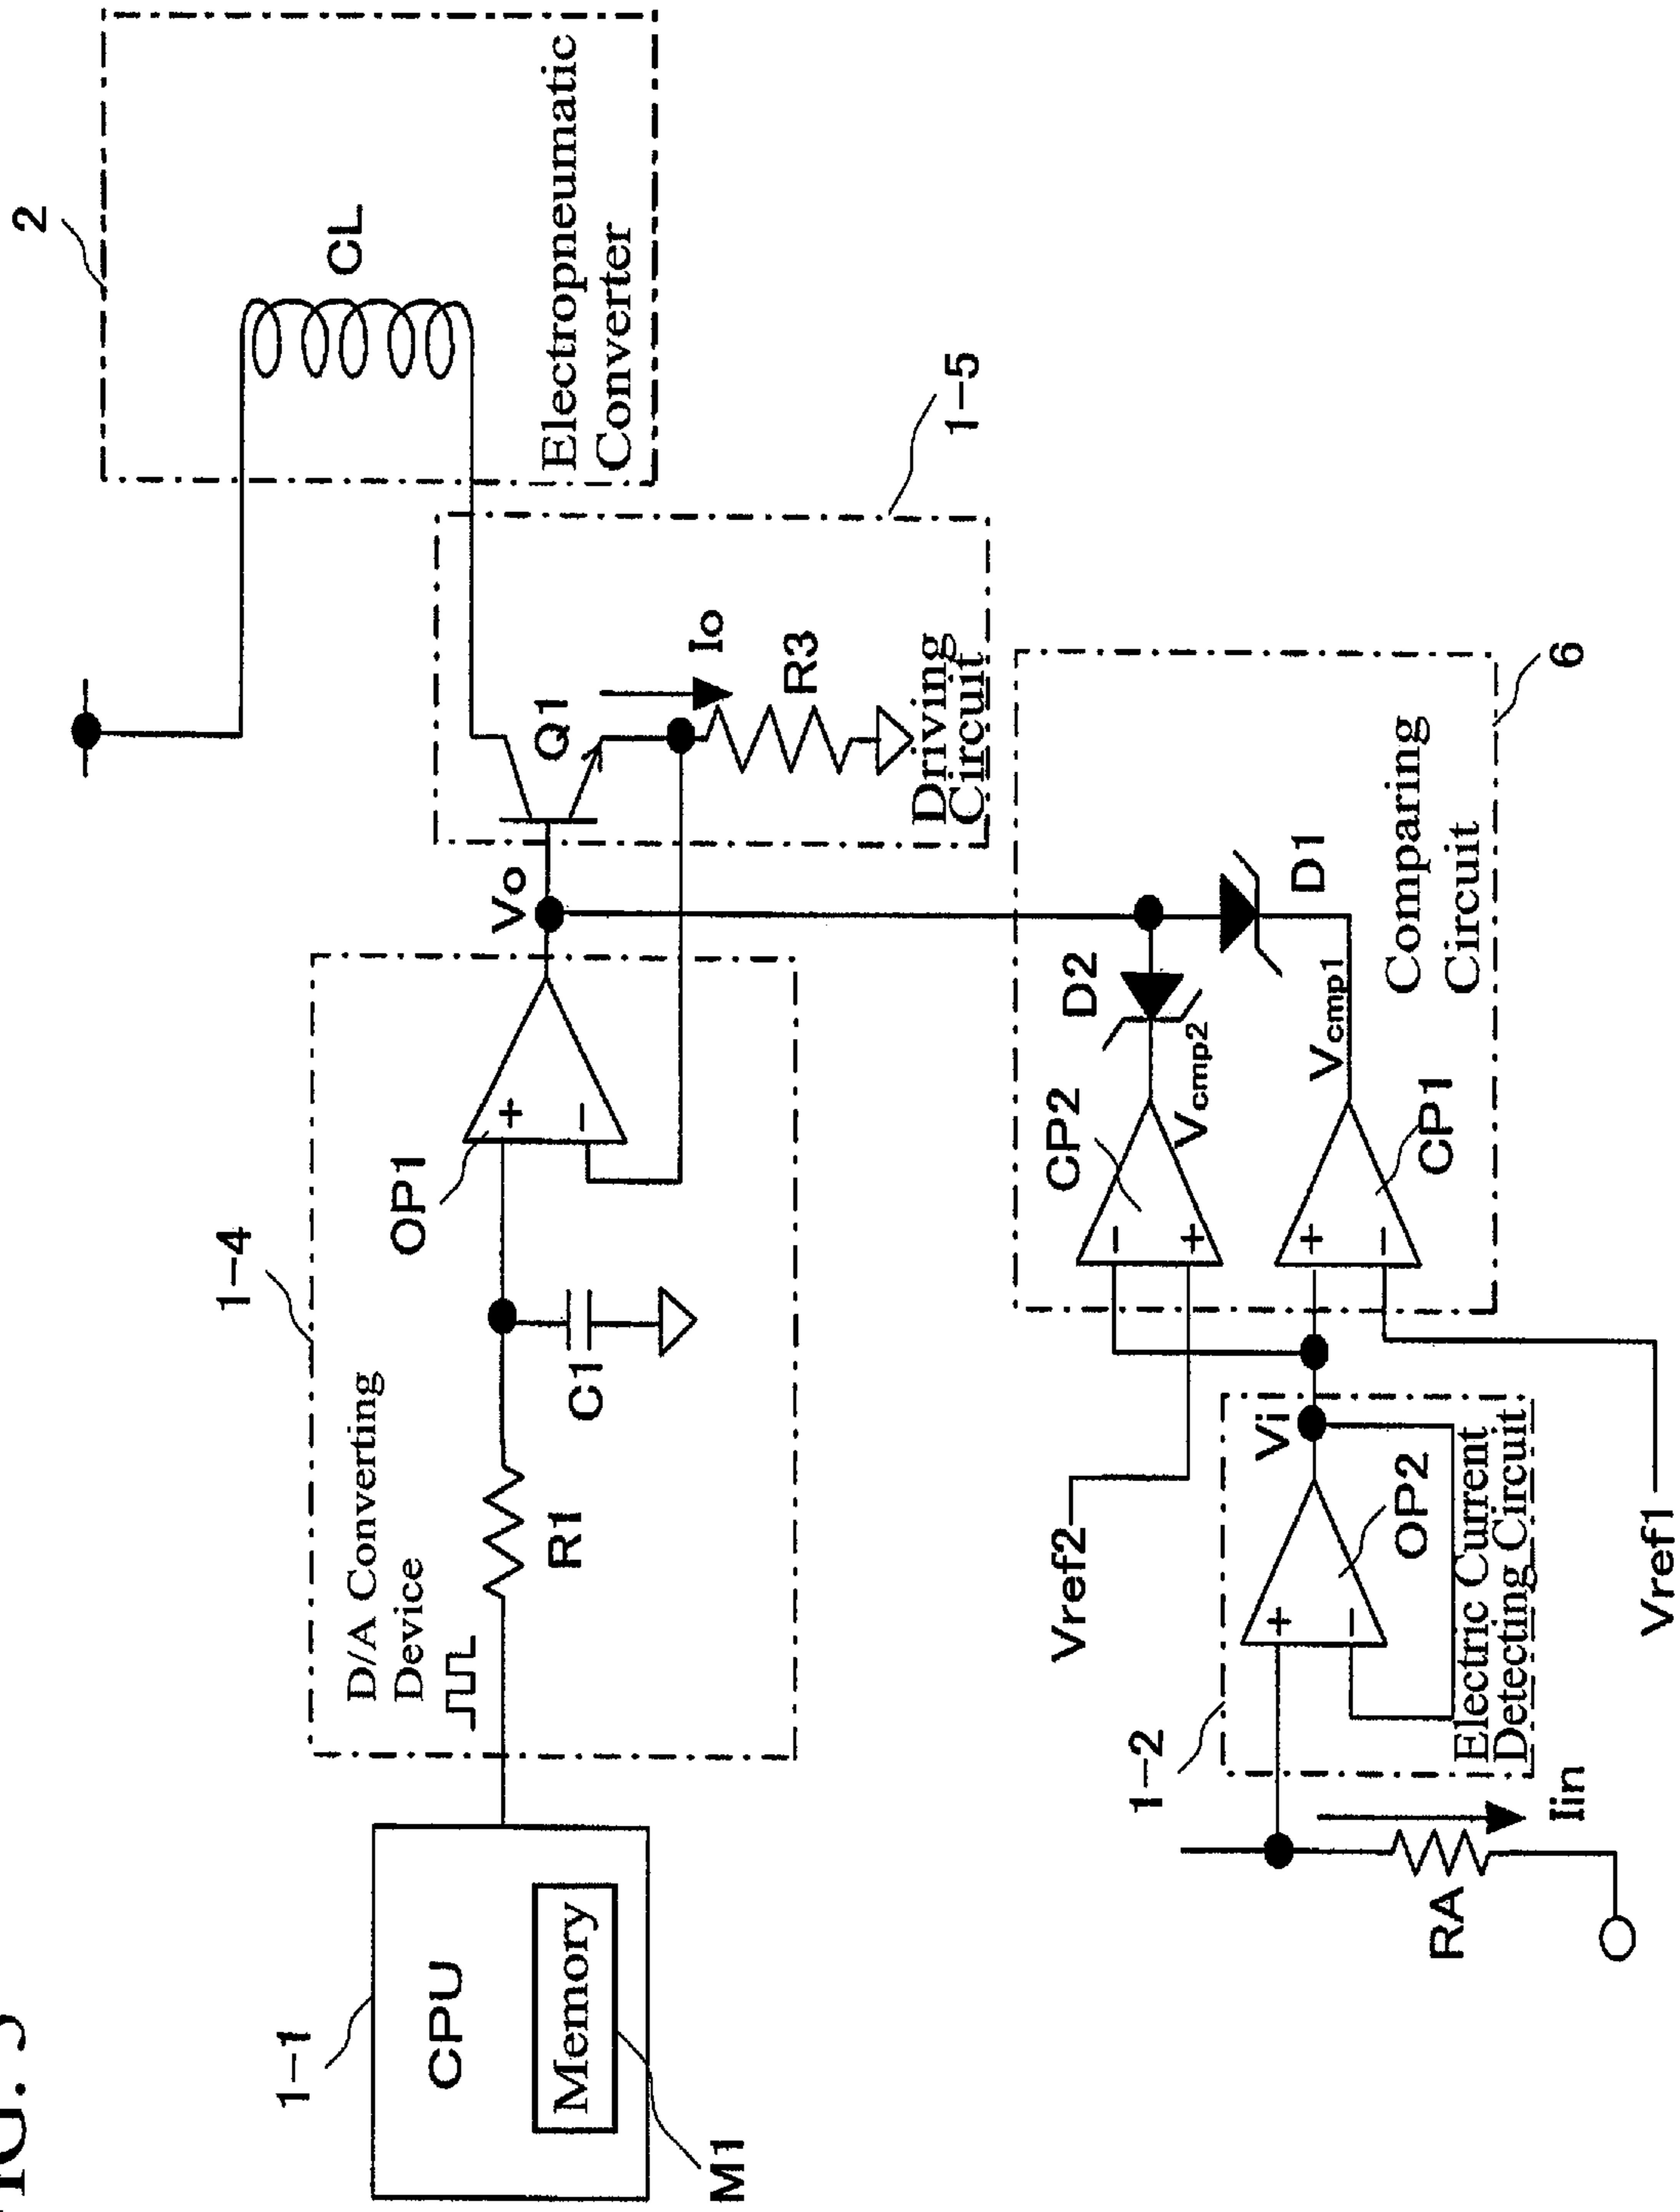 2
CL
Electropneumatic
Converter
1-5
Q1
Io
R3
Driving
Circuit
Vo
1-4
D/A Converting
Device
OP1
+
−
C1
R1
1-1
CPU
Memory
M1
6
Comparing
Circuit
D1
D2
Vcmp1
Vcmp2
CP2
−
+
CP1
+
−
Vref2
Vref1
1-2
Vi
+
−
OP2
Electric Current
Detecting Circuit
Iin
RA